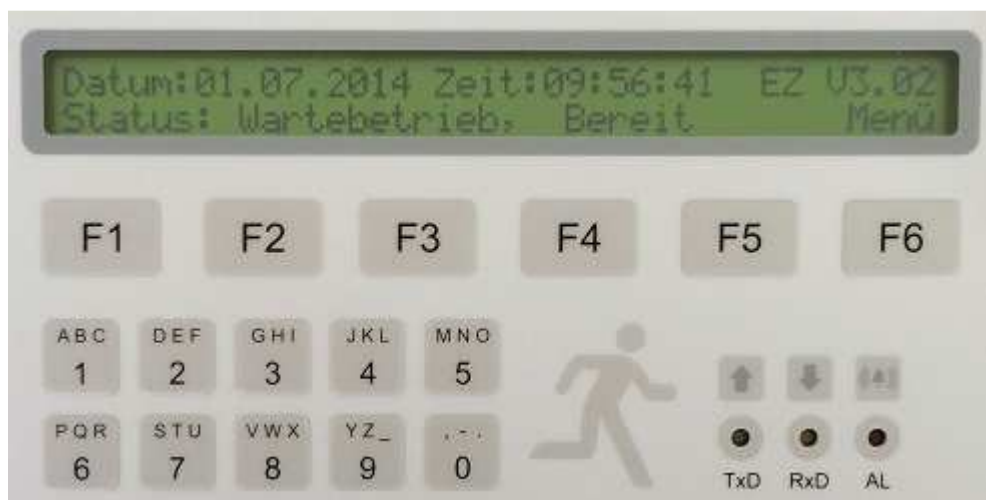 Datum:01.07.2014 Zeit:09:56:41 EZ V3.02
Status: Wartebetrieb, Bereit Menü
F1 F2 F3 F4 F5 F6
ABC DEF GHI JKL MNO
1 2 3 4 5
PQR STU VWX YZ_ , - .
6 7 8 9 0
TxD RxD AL